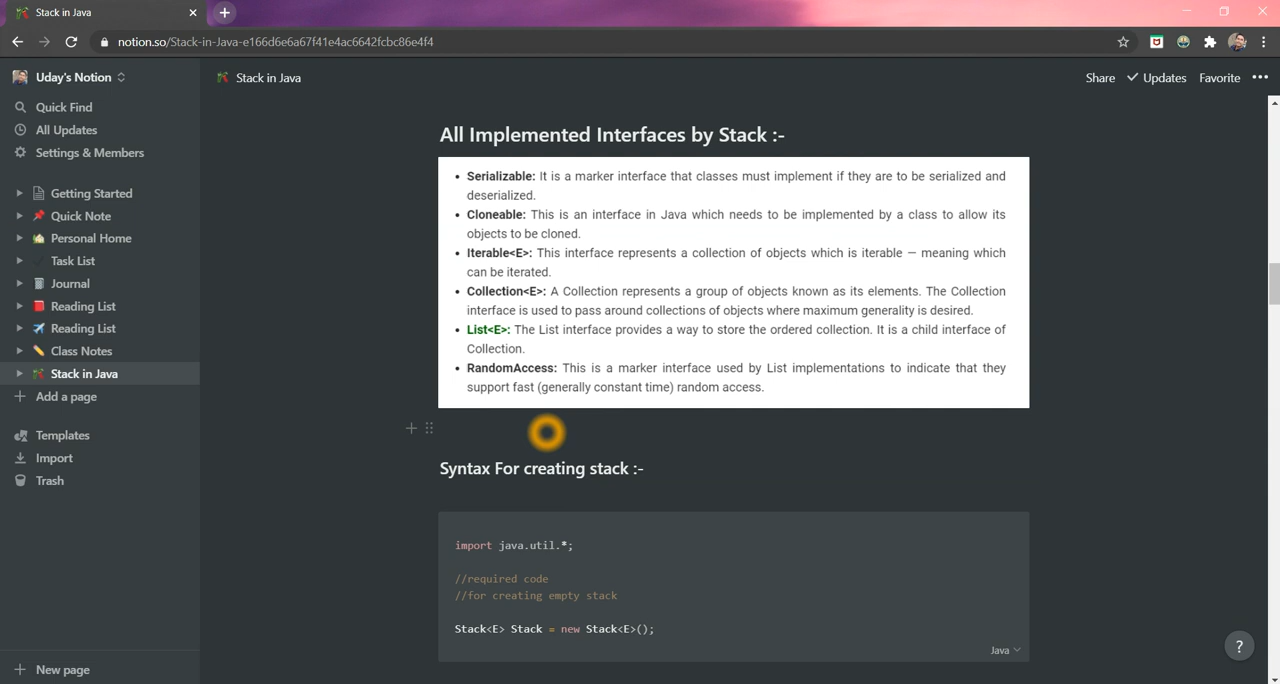 Stack in Java
notion.so/Stack-in-Java-e166d6e6a67f41e4ac6642fcbc86e4f4
Uday's Notion
Stack in Java
Share
Updates
Favorite
Quick Find
All Updates
Settings & Members
Getting Started
Quick Note
Personal Home
Task List
Journal
Reading List
Reading List
Class Notes
Stack in Java
Add a page
Templates
Import
Trash
New page
All Implemented Interfaces by Stack :-
• Serializable: It is a marker interface that classes must implement if they are to be serialized and
deserialized.
• Cloneable: This is an interface in Java which needs to be implemented by a class to allow its
objects to be cloned.
• Iterable<E>: This interface represents a collection of objects which is iterable — meaning which
can be iterated.
• Collection<E>: A Collection represents a group of objects known as its elements. The Collection
interface is used to pass around collections of objects where maximum generality is desired.
• List<E>: The List interface provides a way to store the ordered collection. It is a child interface of
Collection.
• RandomAccess: This is a marker interface used by List implementations to indicate that they
support fast (generally constant time) random access.
Syntax For creating stack :-
import java.util.*;
//required code
//for creating empty stack
Stack<E> Stack = new Stack<E>();
Java
?